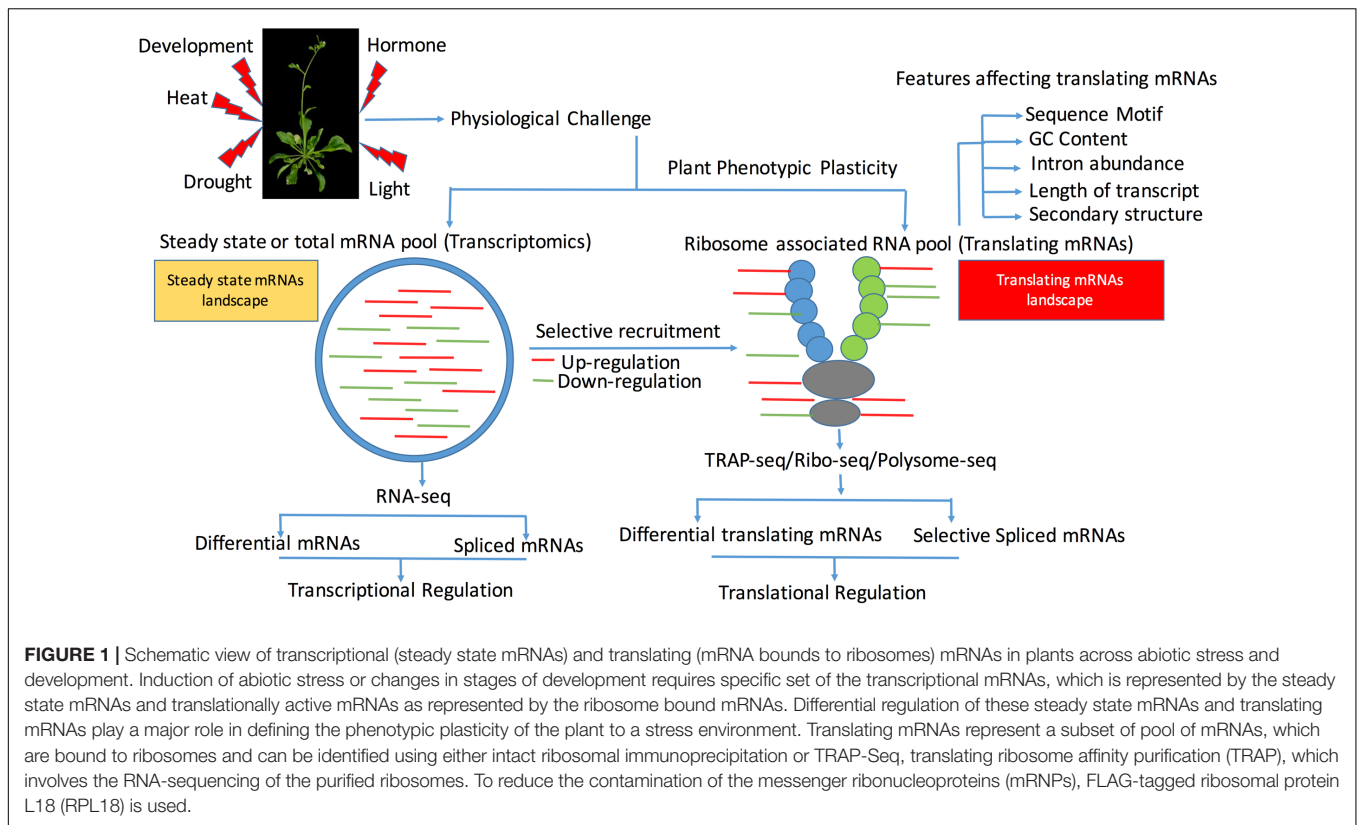 Development
Hormone
Heat
Drought
Light
Physiological Challenge
Plant Phenotypic Plasticity
Features affecting translating mRNAs
Sequence Motif
GC Content
Intron abundance
Length of transcript
Secondary structure
Steady state or total mRNA pool (Transcriptomics)
Ribosome associated RNA pool (Translating mRNAs)
Steady state mRNAs
landscape
Translating mRNAs
landscape
Selective recruitment
Up-regulation
Down-regulation
RNA-seq
Differential mRNAs
Spliced mRNAs
Transcriptional Regulation
TRAP-seq/Ribo-seq/Polysome-seq
Differential translating mRNAs
Selective Spliced mRNAs
Translational Regulation
FIGURE 1 | Schematic view of transcriptional (steady state mRNAs) and translating (mRNA bounds to ribosomes) mRNAs in plants across abiotic stress and
development. Induction of abiotic stress or changes in stages of development requires specific set of the transcriptional mRNAs, which is represented by the steady
state mRNAs and translationally active mRNAs as represented by the ribosome bound mRNAs. Differential regulation of these steady state mRNAs and translating
mRNAs play a major role in defining the phenotypic plasticity of the plant to a stress environment. Translating mRNAs represent a subset of pool of mRNAs, which
are bound to ribosomes and can be identified using either intact ribosomal immunoprecipitation or TRAP-Seq, translating ribosome affinity purification (TRAP), which
involves the RNA-sequencing of the purified ribosomes. To reduce the contamination of the messenger ribonucleoproteins (mRNPs), FLAG-tagged ribosomal protein
L18 (RPL18) is used.